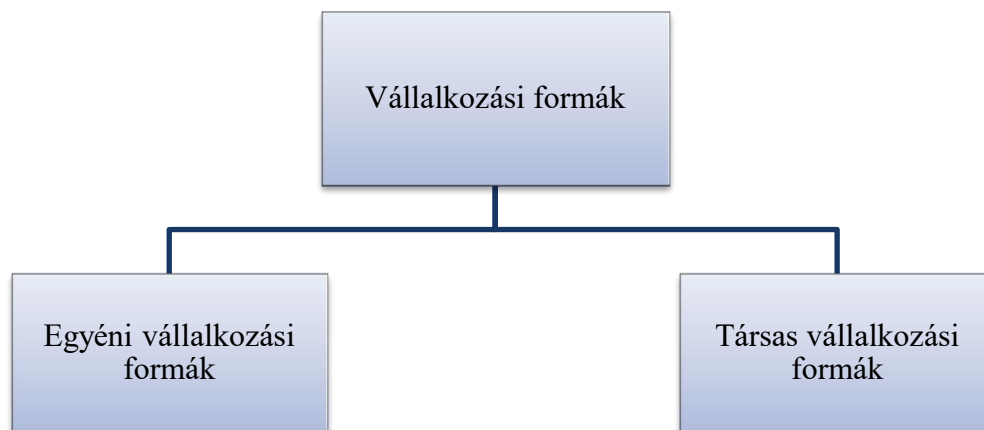 Vállalkozási formák
Egyéni vállalkozási
formák
Társas vállalkozási
formák